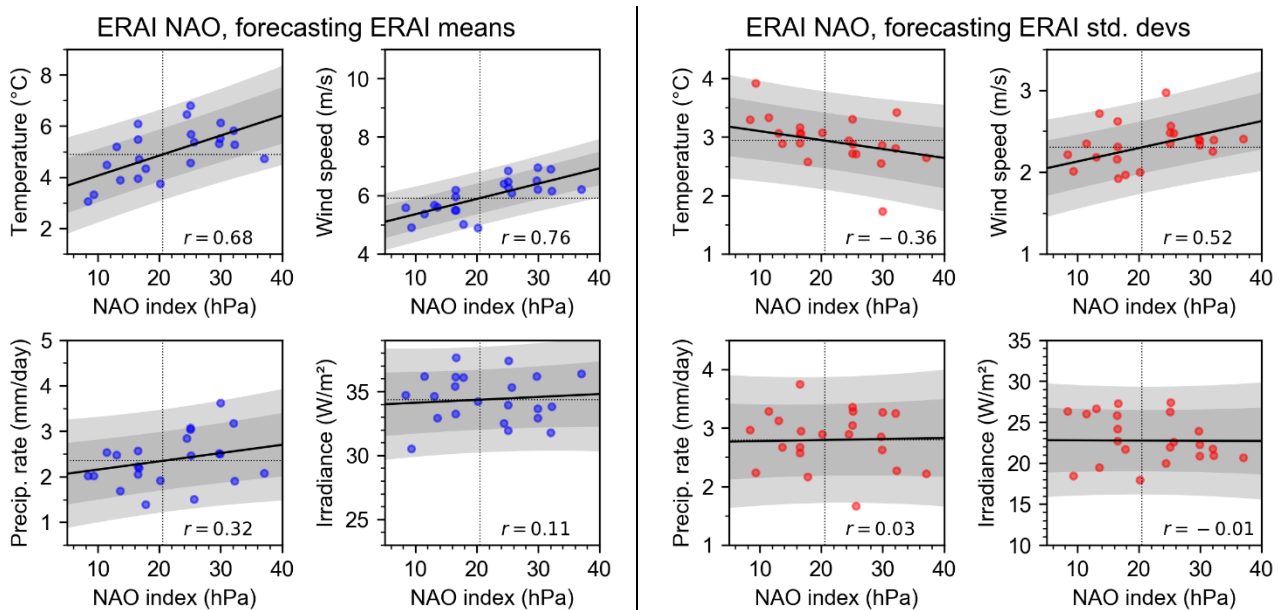 ERAI NAO, forecasting ERAI means
ERAI NAO, forecasting ERAI std. devs
Temperature (°C)
8
6
4
2
10 20 30 40
NAO index (hPa)
r = 0.68
Wind speed (m/s)
10
8
6
4
10 20 30 40
NAO index (hPa)
r = 0.76
Temperature (°C)
4
3
2
1
10 20 30 40
NAO index (hPa)
r = −0.36
Wind speed (m/s)
3
2
1
10 20 30 40
NAO index (hPa)
r = 0.52
Precip. rate (mm/day)
5
4
3
2
1
10 20 30 40
NAO index (hPa)
r = 0.32
Irradiance (W/m²)
35
30
25
10 20 30 40
NAO index (hPa)
r = 0.11
Precip. rate (mm/day)
4
3
2
1
10 20 30 40
NAO index (hPa)
r = 0.03
Irradiance (W/m²)
35
30
25
20
15
10
10 20 30 40
NAO index (hPa)
r = −0.01